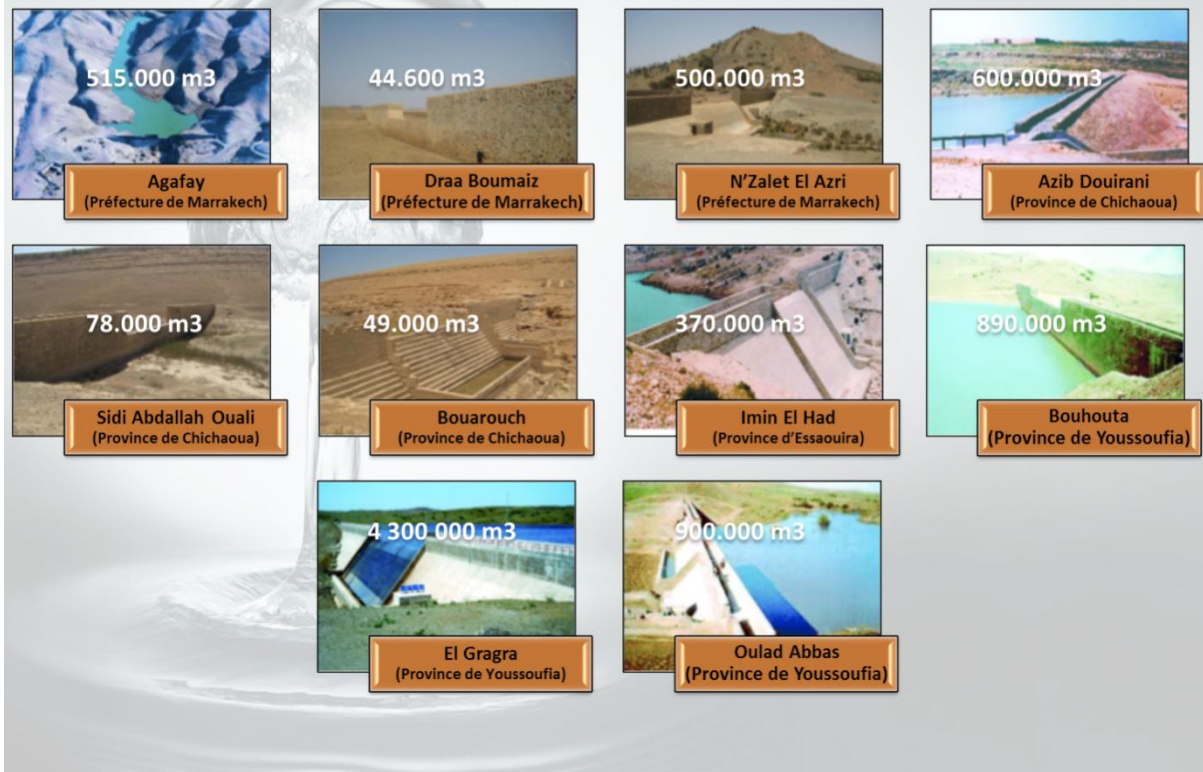 515.000 m3
Agafay
(Préfecture de Marrakech)
44.600 m3
Draa Boumaiz
(Préfecture de Marrakech)
500.000 m3
N'Zalet El Azri
(Préfecture de Marrakech)
600.000 m3
Azib Douirani
(Province de Chichaoua)
78.000 m3
Sidi Abdallah Ouali
(Province de Chichaoua)
49.000 m3
Bouarouch
(Province de Chichaoua)
370.000 m3
Imin El Had
(Province d'Essaouira)
890.000 m3
Bouhouta
(Province de Youssoufia)
4 300 000 m3
El Gragra
(Province de Youssoufia)
900.000 m3
Oulad Abbas
(Province de Youssoufia)